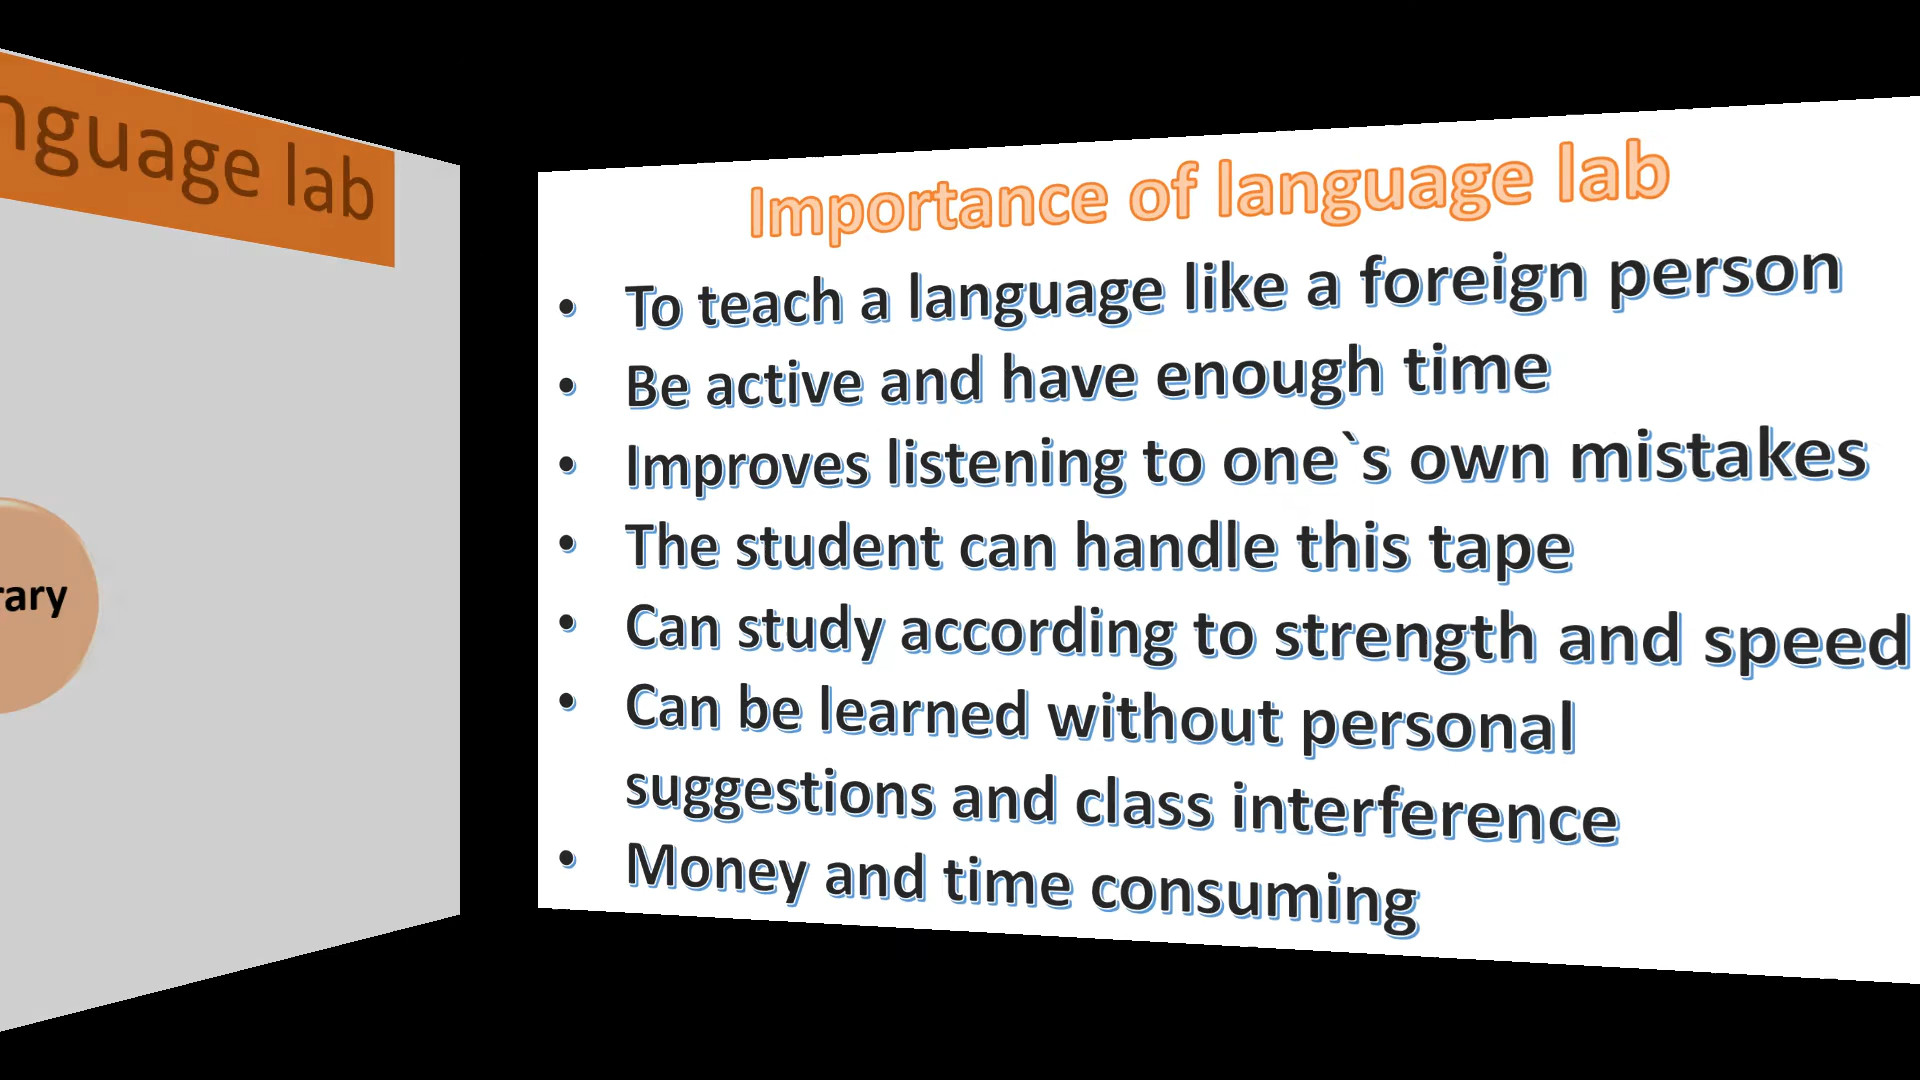 lab
Importance of language lab
• To teach a language like a foreign person
• Be active and have enough time
• Improves listening to one`s own mistakes
• The student can handle this tape
• Can study according to strength and speed
• Can be learned without personal
suggestions and class interference
• Money and time consuming